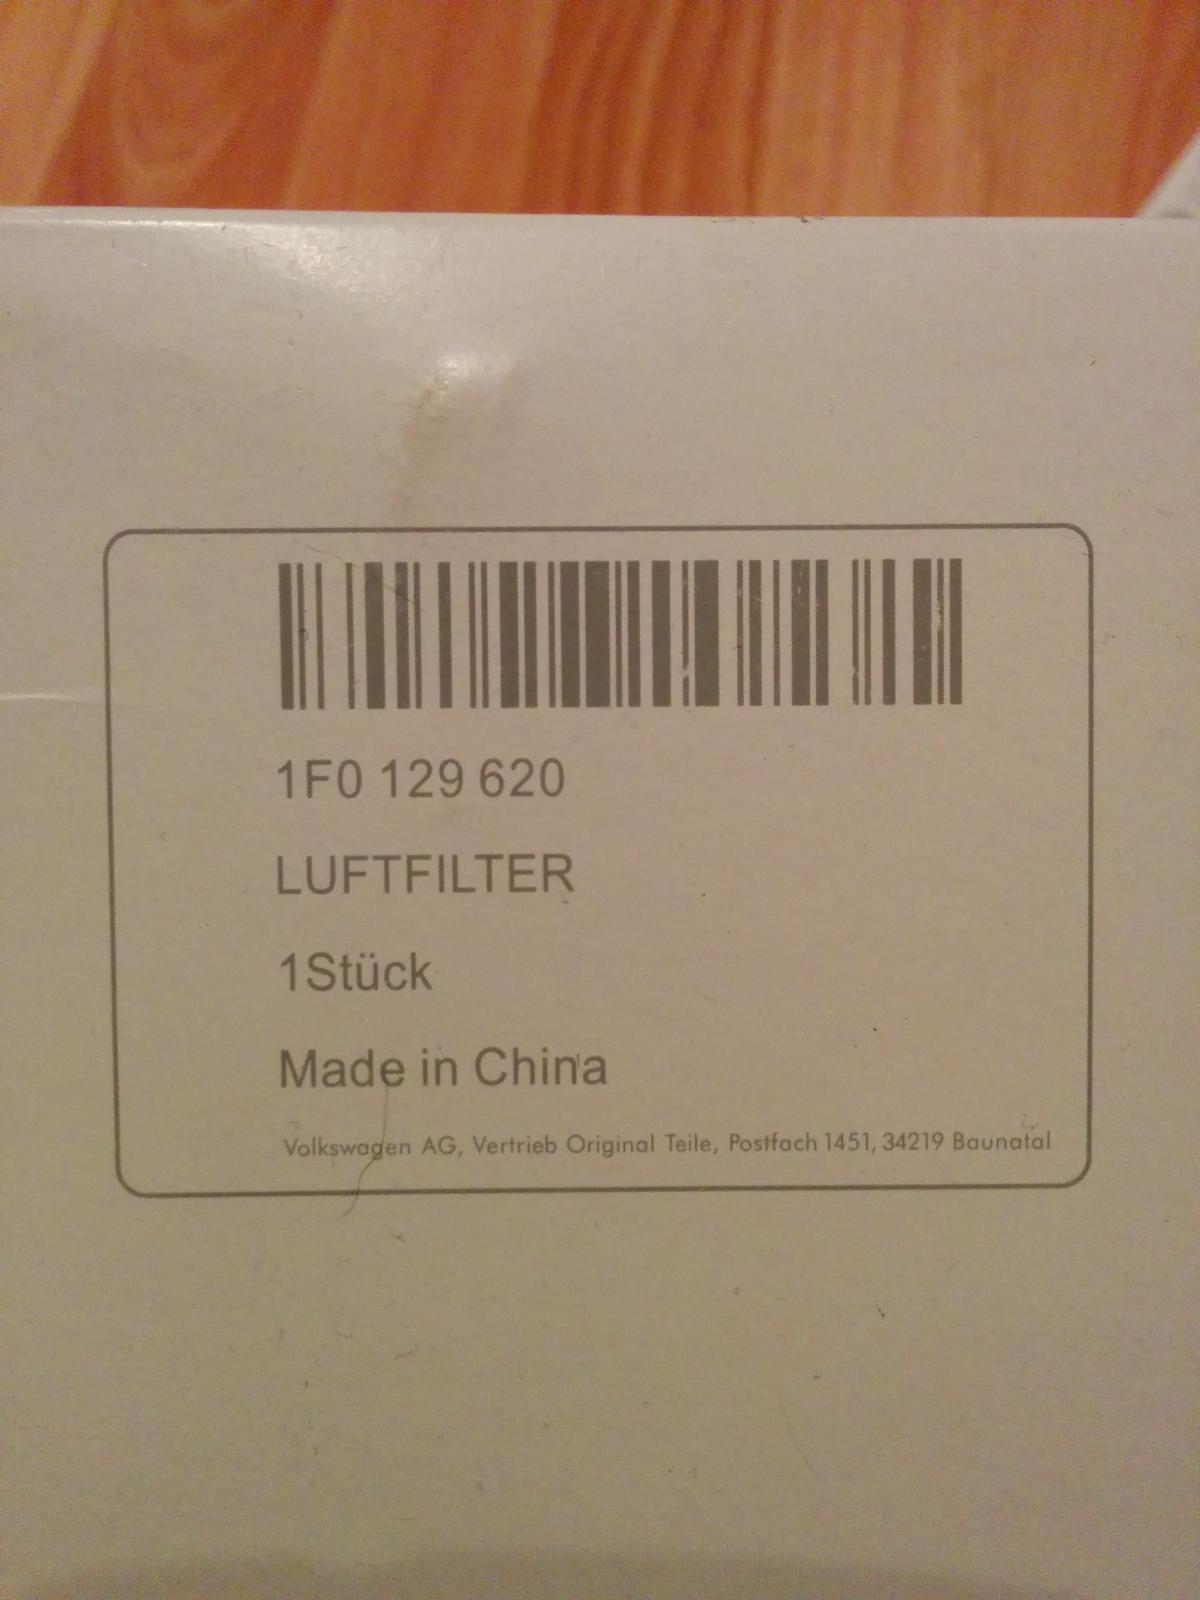 1F0 129 620
LUFTFILTER
1Stück
Made in China
Volkswagen AG, Vertrieb Original Teile, Postfach 1451, 34219 Baunatal